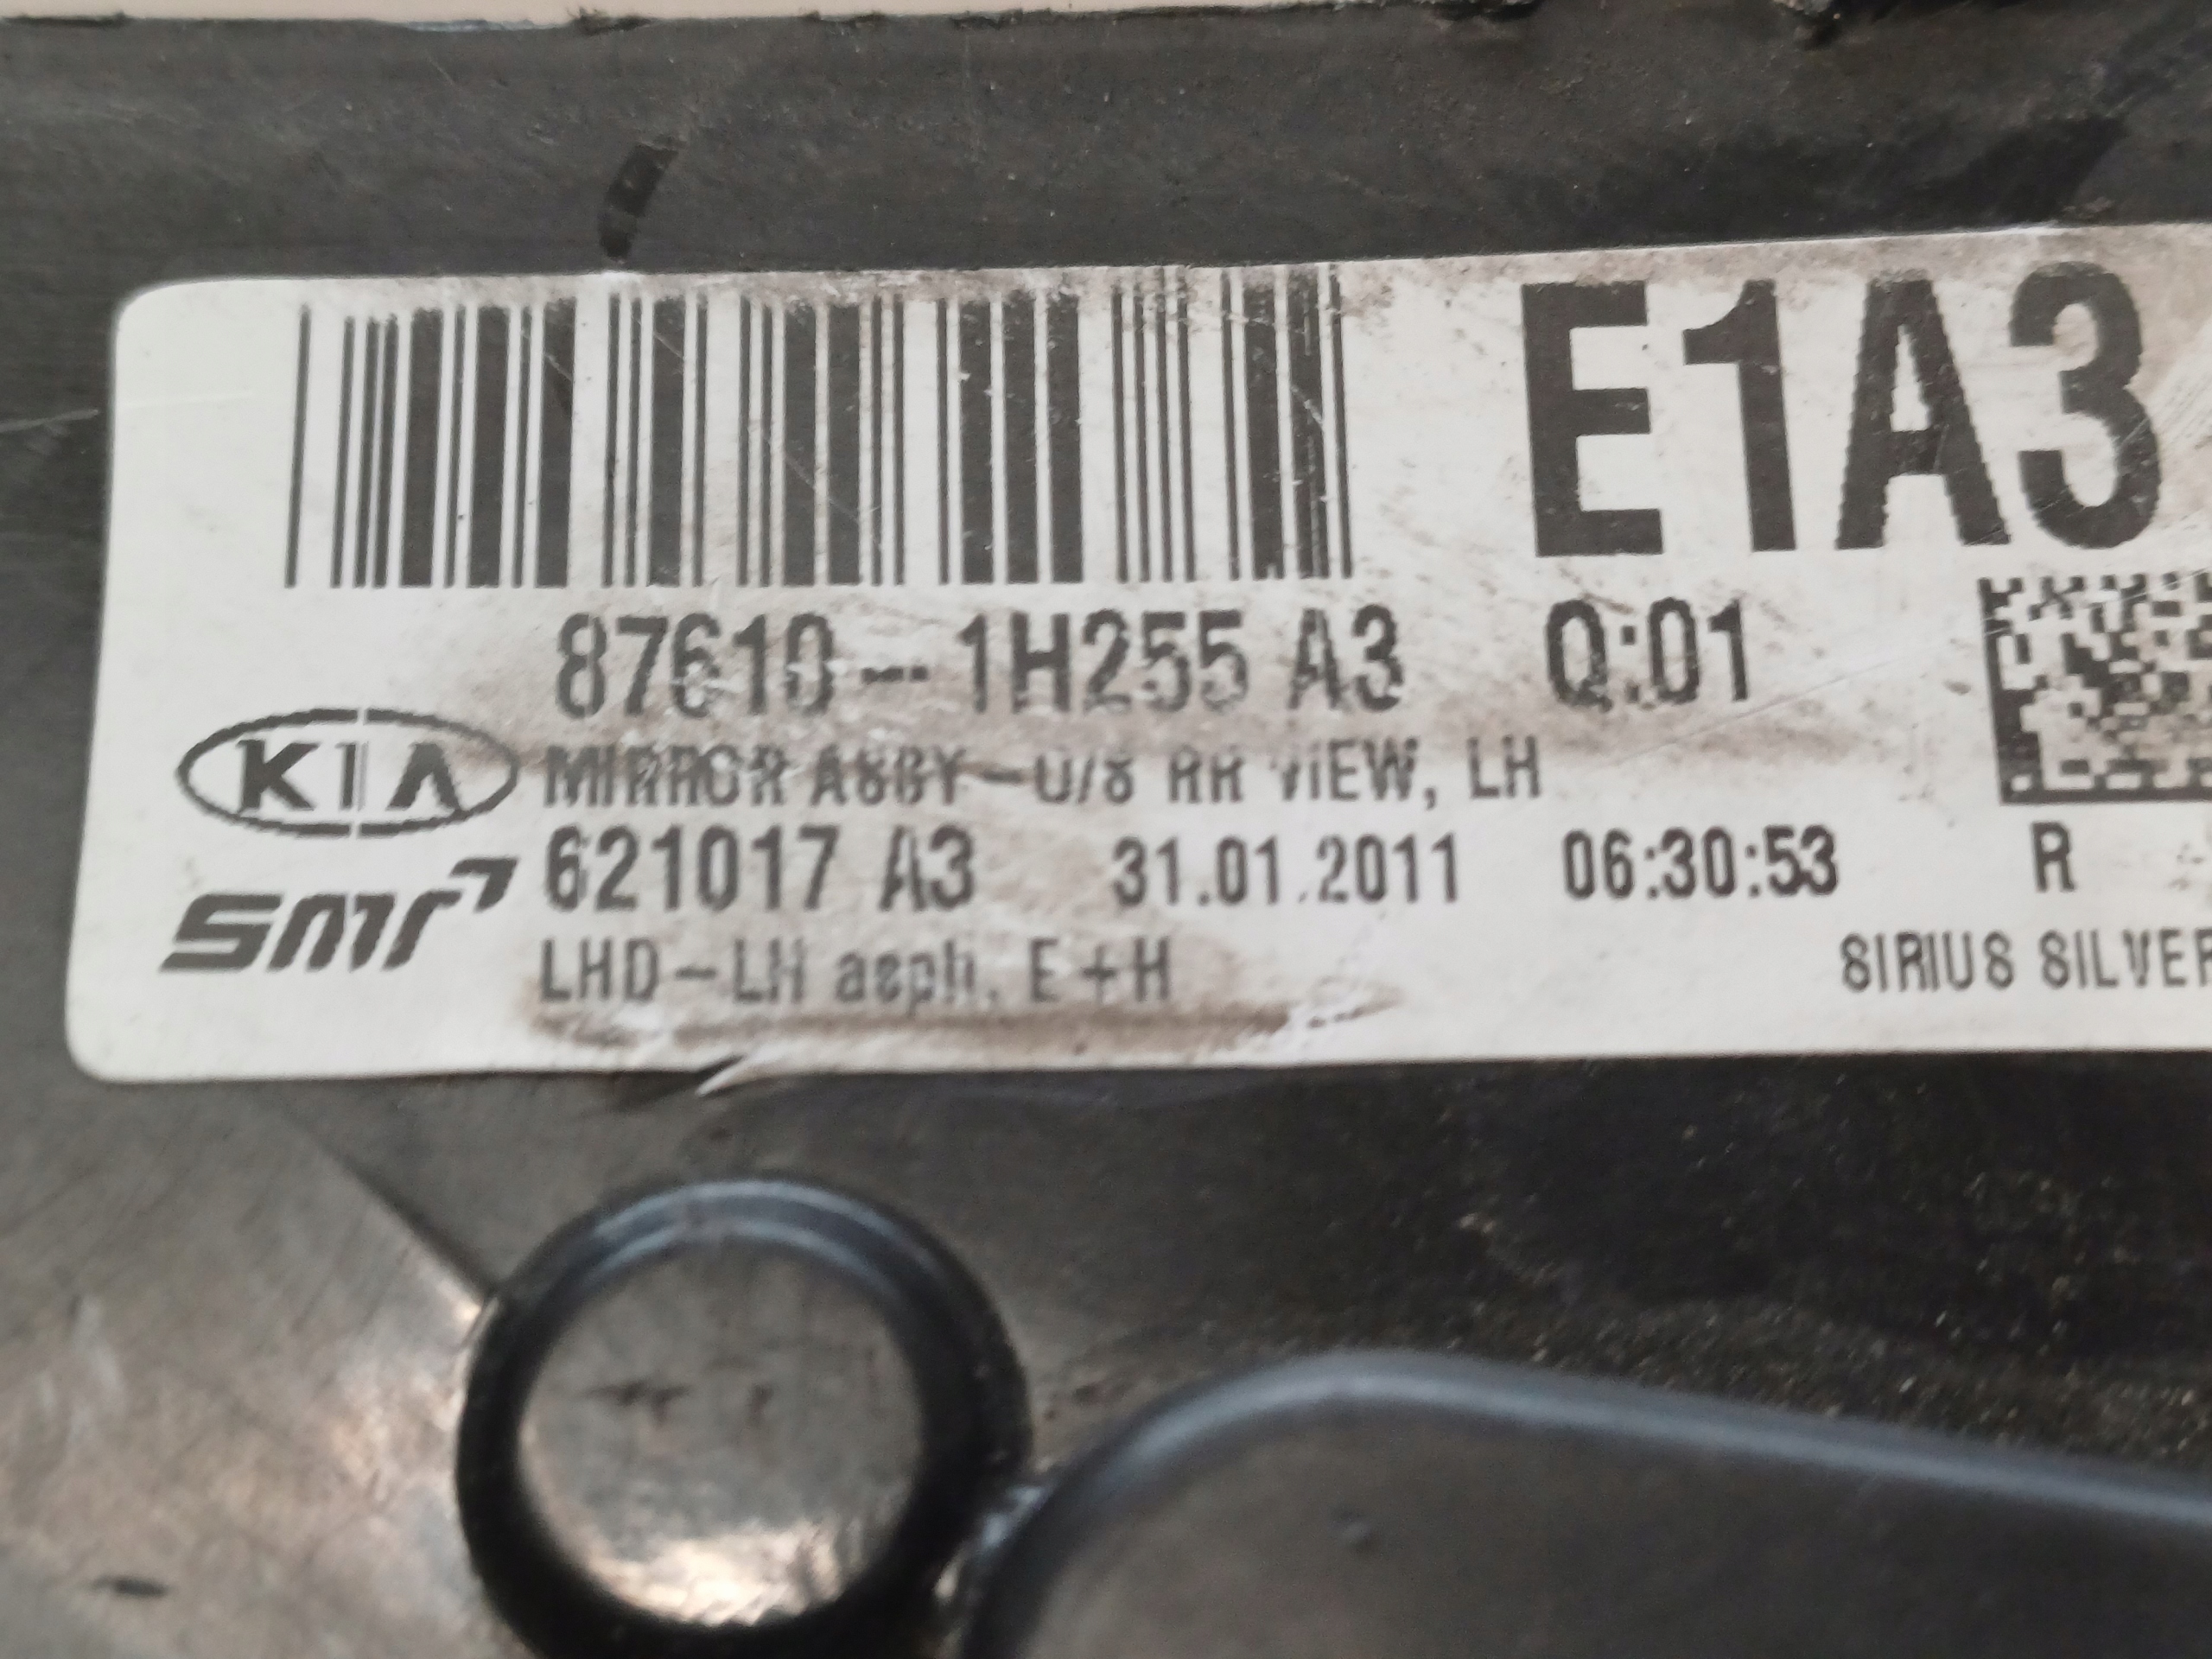 E1A3
87610-1H255 A3 Q:01
KIA
MIRROR ASSY-O/S RR VIEW, LH
smr
621017 A3 31.01.2011 06:30:53 R
LHD-LH asph. E+H
SIRIUS SILVER